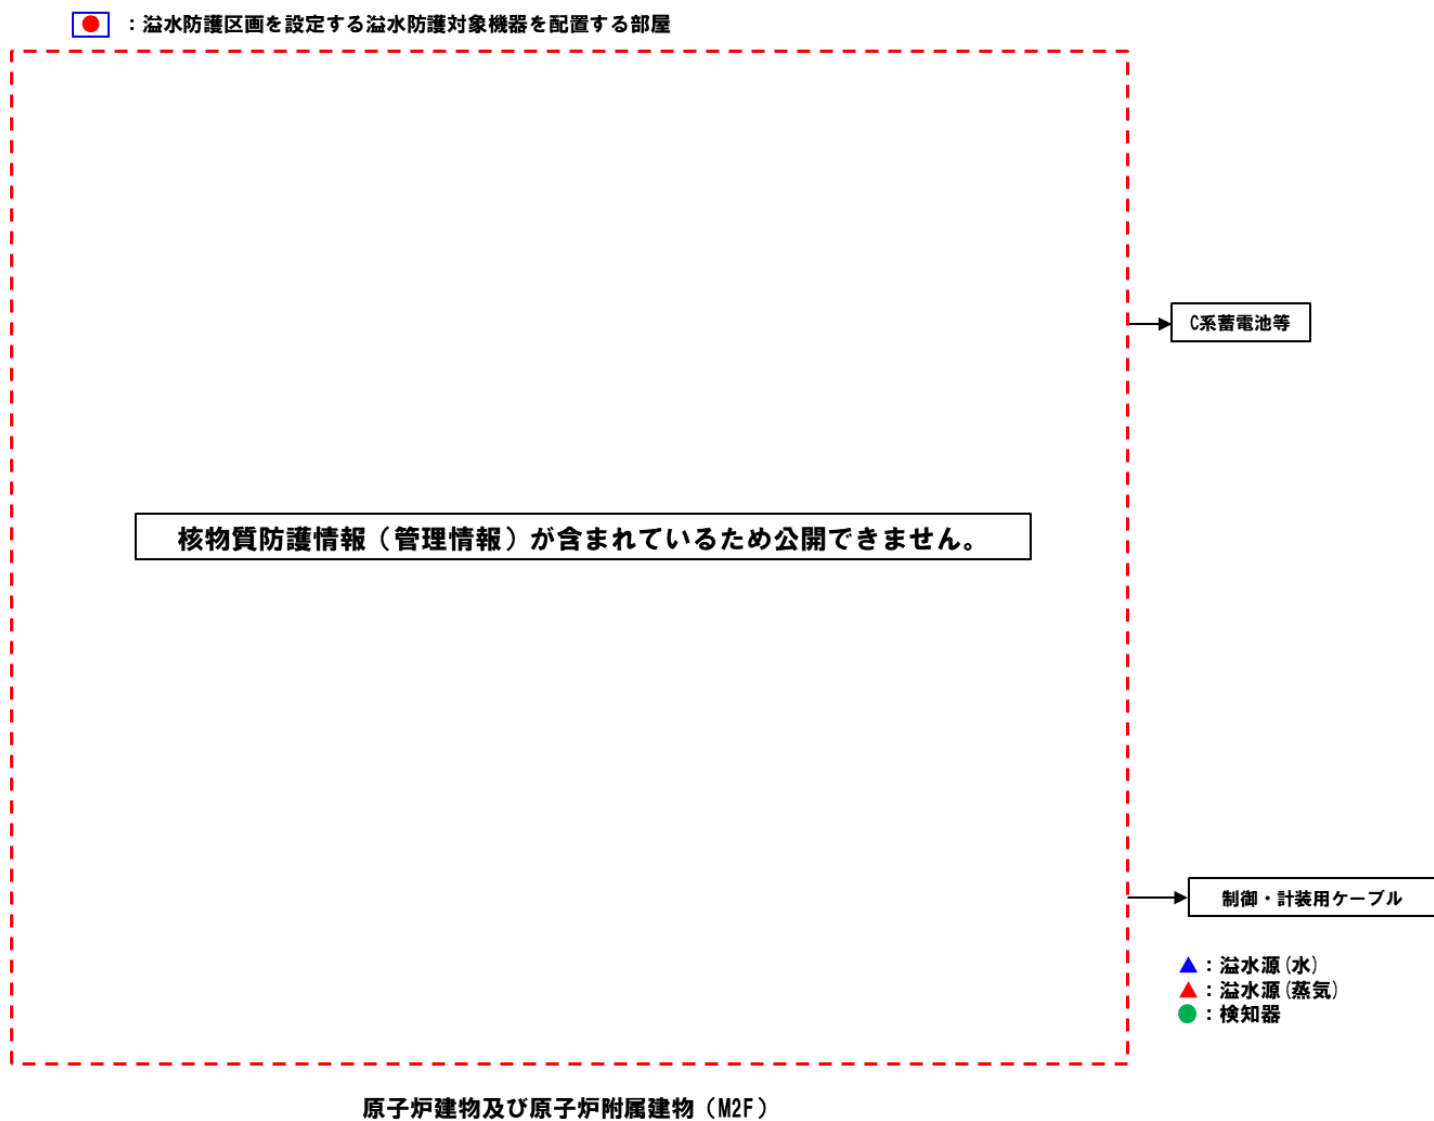 ：溢水防護区画を設定する溢水防護対象機器を配置する部屋
C系蓄電池等
核物質防護情報（管理情報）が含まれているため公開できません。
制御・計装用ケーブル
▲：溢水源(水)
▲：溢水源(蒸気)
●：検知器
原子炉建物及び原子炉附属建物（M2F）